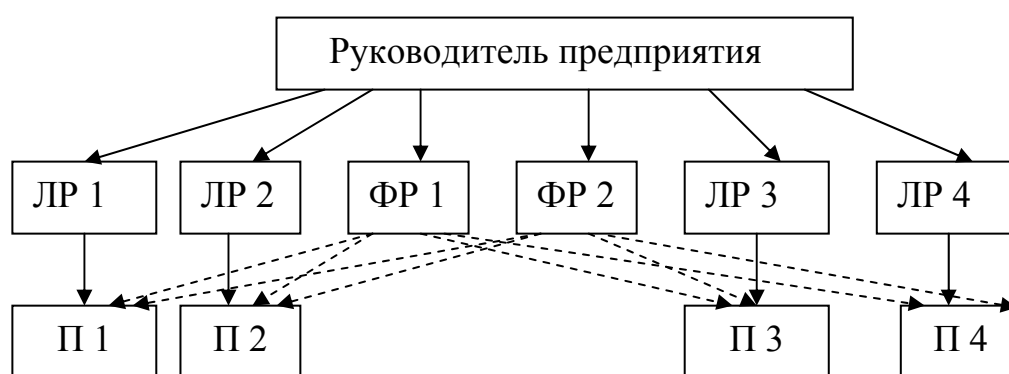 Руководитель предприятия
ЛР 1 ЛР 2 ФР 1 ФР 2 ЛР 3 ЛР 4
П 1 П 2 П 3 П 4